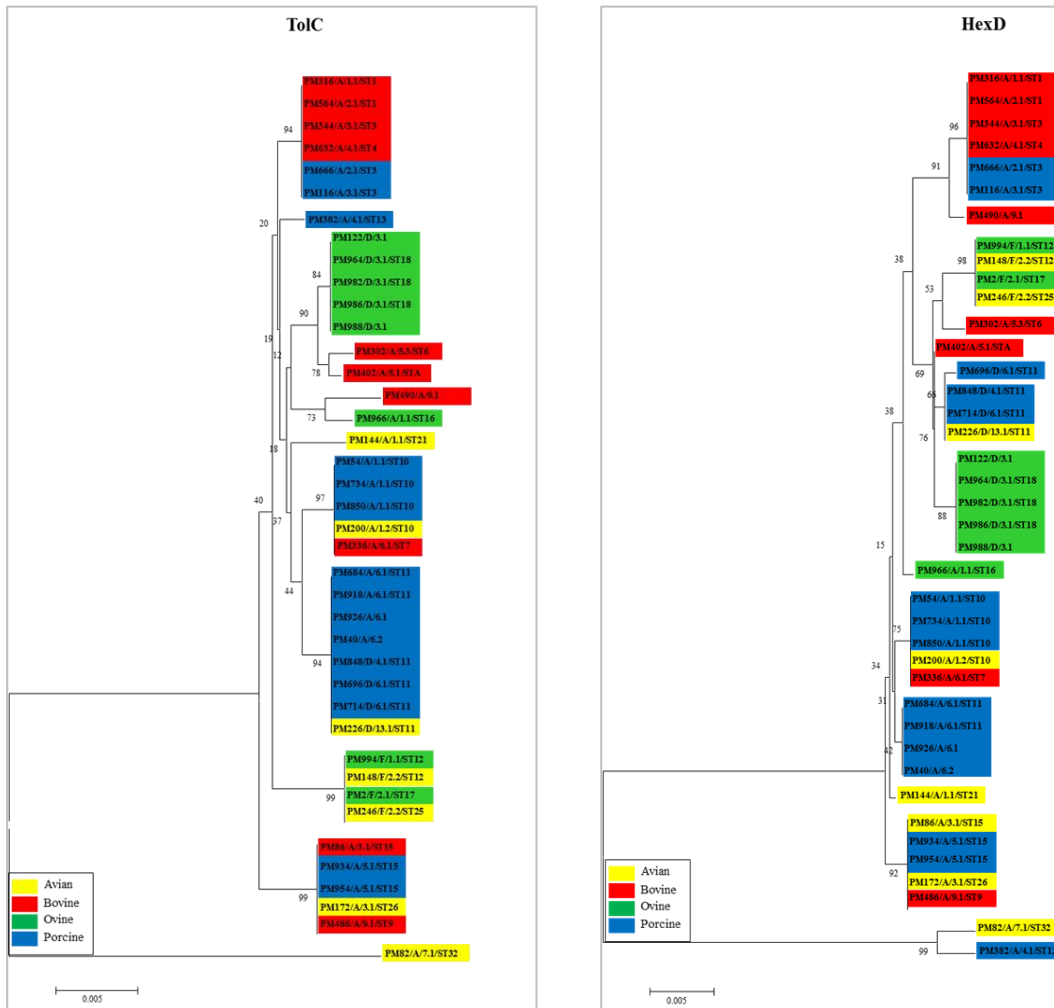 TolC
PM316/A/1.1/ST1
PM564/A/2.1/ST1
94
PM344/A/3.1/ST3
PM632/A/4.1/ST4
PM666/A/2.1/ST3
PM116/A/3.1/ST3
20
PM382/A/4.1/ST13
PM122/D/3.1
PM964/D/3.1/ST18
84
PM982/D/3.1/ST18
PM986/D/3.1/ST18
90
PM988/D/3.1
19
12
PM302/A/5.3/ST6
78
PM402/A/5.1/STA
PM490/A/9.1
73
PM966/A/1.1/ST16
PM144/A/1.1/ST21
18
PM54/A/1.1/ST10
PM734/A/1.1/ST10
97
40
PM850/A/1.1/ST10
37
PM200/A/1.2/ST10
PM336/A/6.1/ST7
PM684/A/6.1/ST11
44
PM918/A/6.1/ST11
PM926/A/6.1
PM40/A/6.2
94
PM848/D/4.1/ST11
PM696/D/6.1/ST11
PM714/D/6.1/ST11
PM226/D/13.1/ST11
PM994/F/1.1/ST12
PM148/F/2.2/ST12
99
PM2/F/2.1/ST17
PM246/F/2.2/ST25
PM86/A/3.1/ST15
PM934/A/5.1/ST15
PM954/A/5.1/ST15
99
PM172/A/3.1/ST26
PM486/A/9.1/ST9
PM82/A/7.1/ST32
Avian
Bovine
Ovine
Porcine
0.005
HexD
PM316/A/1.1/ST1
PM564/A/2.1/ST1
96
PM344/A/3.1/ST3
PM632/A/4.1/ST4
91
PM666/A/2.1/ST3
PM116/A/3.1/ST3
PM490/A/9.1
38
PM994/F/1.1/ST12
98
PM148/F/2.2/ST12
PM2/F/2.1/ST17
53
PM246/F/2.2/ST25
PM302/A/5.3/ST6
PM402/A/5.1/STA
69
PM696/D/6.1/ST11
66
PM848/D/4.1/ST11
38
PM714/D/6.1/ST11
76
PM226/D/13.1/ST11
PM122/D/3.1
PM964/D/3.1/ST18
PM982/D/3.1/ST18
88
PM986/D/3.1/ST18
15
PM988/D/3.1
PM966/A/1.1/ST16
PM54/A/1.1/ST10
75
PM734/A/1.1/ST10
PM850/A/1.1/ST10
34
PM200/A/1.2/ST10
PM336/A/6.1/ST7
31
PM684/A/6.1/ST11
PM918/A/6.1/ST11
42
PM926/A/6.1
PM40/A/6.2
PM144/A/1.1/ST21
PM86/A/3.1/ST15
PM934/A/5.1/ST15
PM954/A/5.1/ST15
92
PM172/A/3.1/ST26
PM486/A/9.1/ST9
PM82/A/7.1/ST32
99
PM382/A/4.1/ST1
Avian
Bovine
Ovine
Porcine
0.005